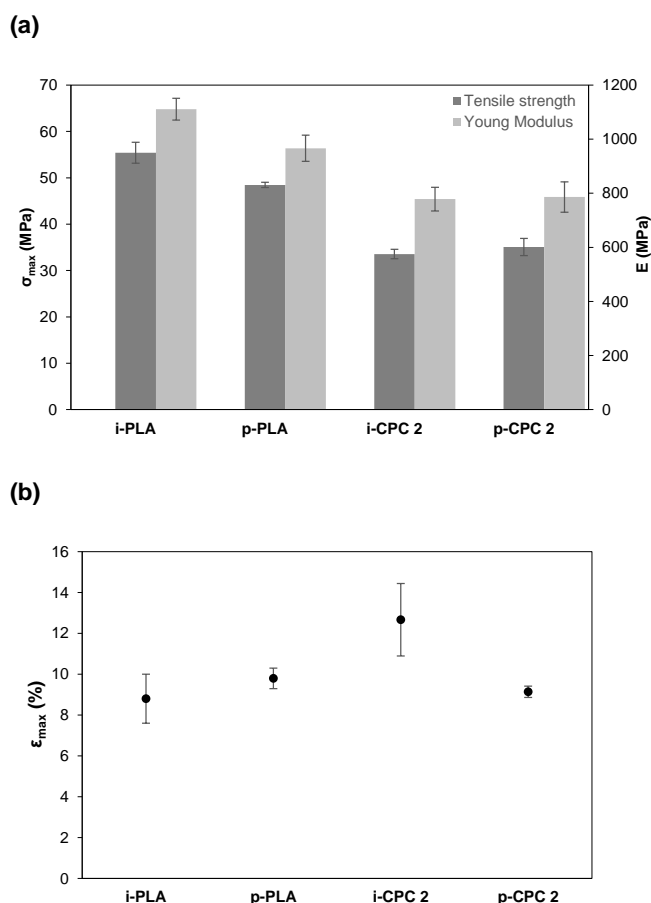 (a)
70
60
50
40
30
20
10
0
σmax (MPa)
1200
1000
800
600
400
200
0
E (MPa)
Tensile strength
Young Modulus
i-PLA p-PLA i-CPC 2 p-CPC 2
(b)
16
14
12
10
8
6
4
2
0
εmax (%)
i-PLA p-PLA i-CPC 2 p-CPC 2